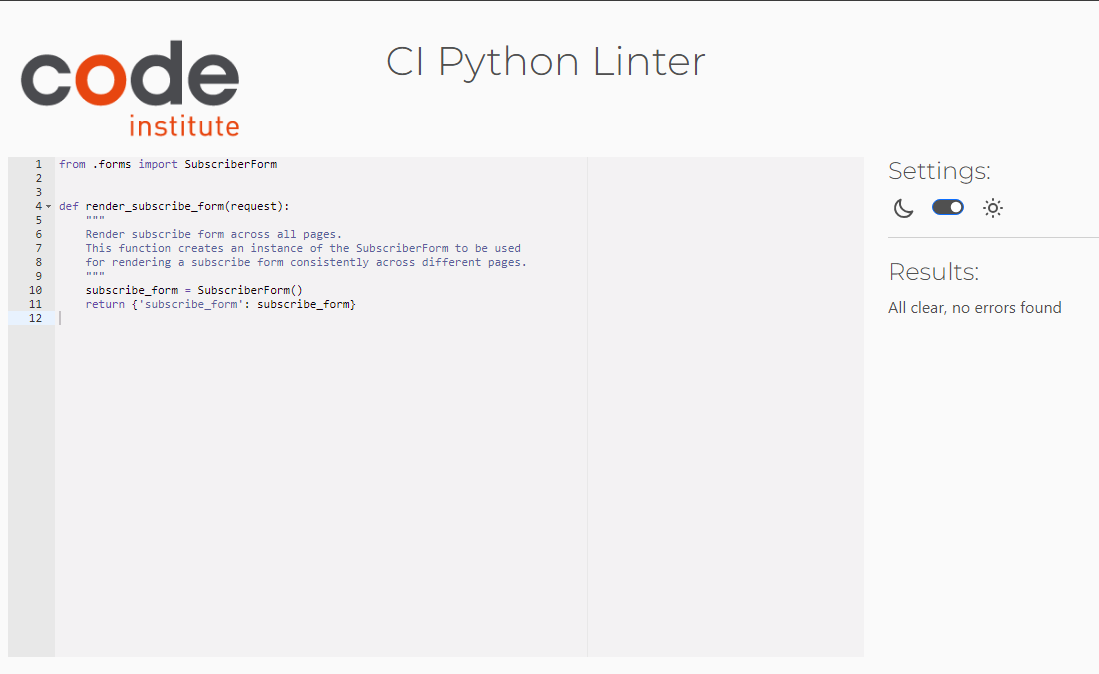 code
institute
CI Python Linter
1 from .forms import SubscriberForm
2
3
4 def render_subscribe_form(request):
5     """
6     Render subscribe form across all pages.
7     This function creates an instance of the SubscriberForm to be used
8     for rendering a subscribe form consistently across different pages.
9     """
10     subscribe_form = SubscriberForm()
11     return {'subscribe_form': subscribe_form}
12
Settings:
Results:
All clear, no errors found